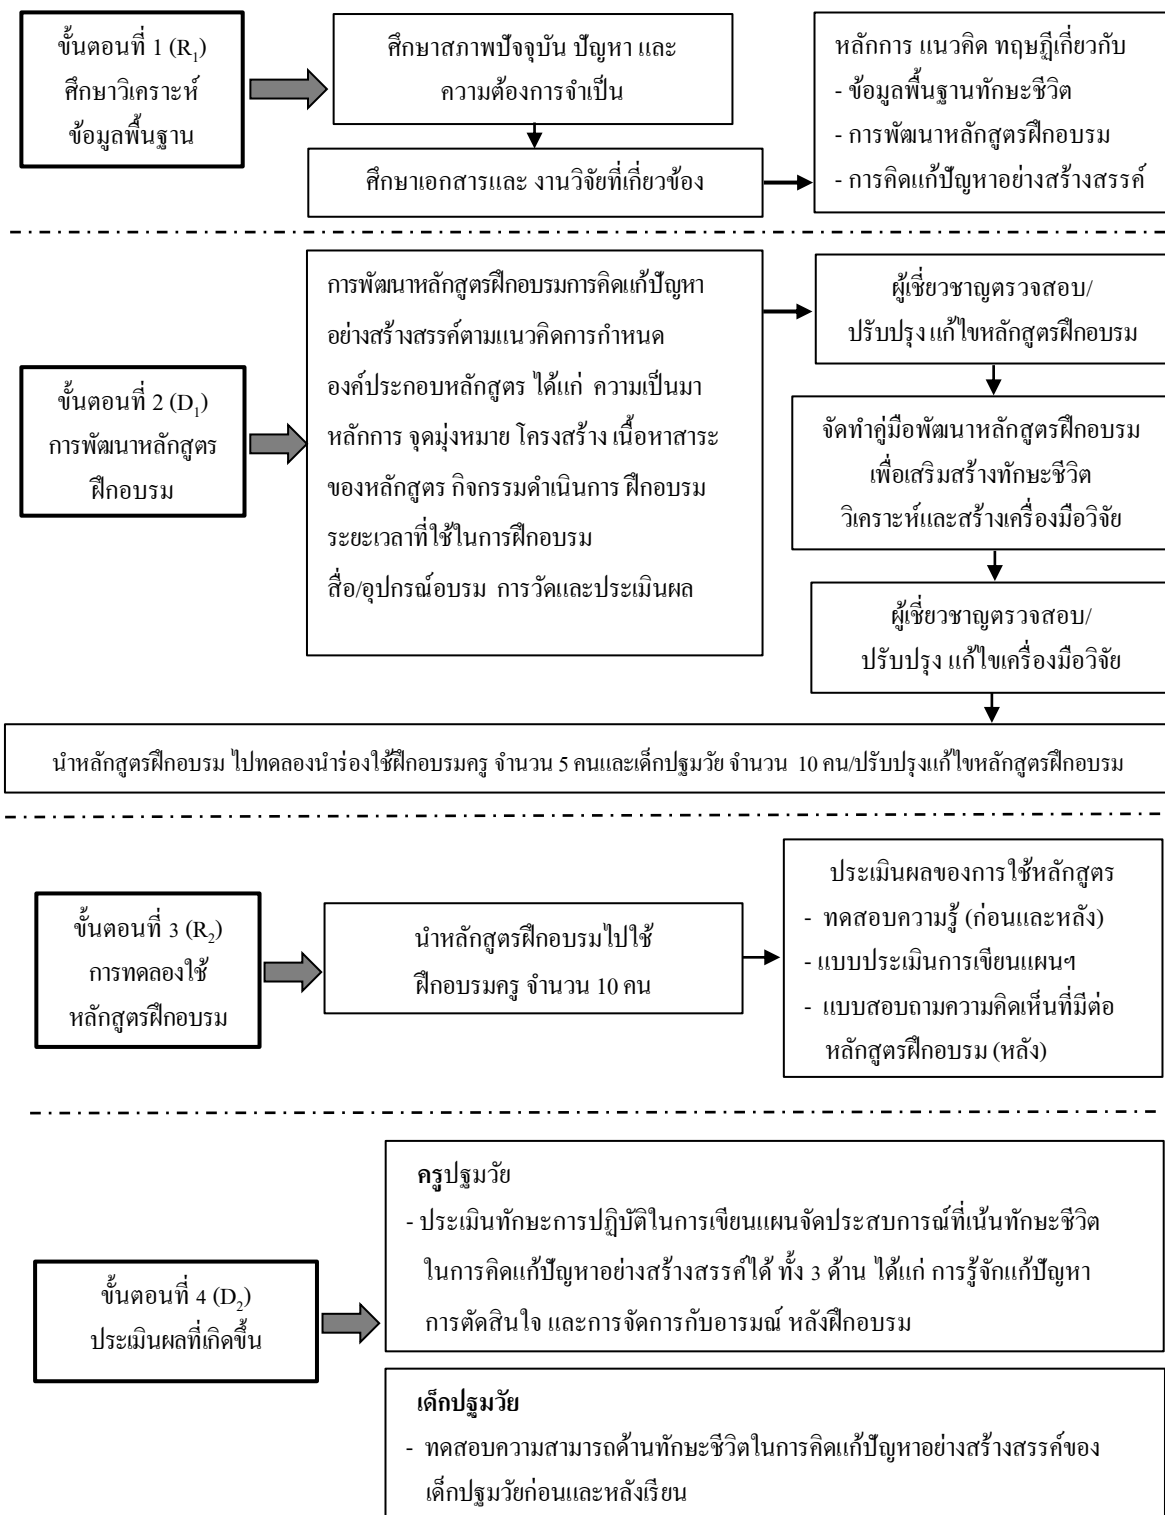 ขั้นตอนที่ 1 (R1)
ศึกษาวิเคราะห์
ข้อมูลพื้นฐาน
ศึกษาสภาพปัจจุบัน ปัญหา และ
ความต้องการจำเป็น
ศึกษาเอกสารและ งานวิจัยที่เกี่ยวข้อง
หลักการ แนวคิด ทฤษฏีเกี่ยวกับ
- ข้อมูลพื้นฐานทักษะชีวิต
- การพัฒนาหลักสูตรฝึกอบรม
- การคิดแก้ปัญหาอย่างสร้างสรรค์
ขั้นตอนที่ 2 (D1)
การพัฒนาหลักสูตร
ฝึกอบรม
การพัฒนาหลักสูตรฝึกอบรมการคิดแก้ปัญหา
อย่างสร้างสรรค์ตามแนวคิดการกำหนด
องค์ประกอบหลักสูตร ได้แก่ ความเป็นมา
หลักการ จุดมุ่งหมาย โครงสร้าง เนื้อหาสาระ
ของหลักสูตร กิจกรรมดำเนินการ ฝึกอบรม
ระยะเวลาที่ใช้ในการฝึกอบรม
สื่อ/อุปกรณ์อบรม การวัดและประเมินผล
ผู้เชี่ยวชาญตรวจสอบ/
ปรับปรุง แก้ไขหลักสูตรฝึกอบรม
จัดทำคู่มือพัฒนาหลักสูตรฝึกอบรม
เพื่อเสริมสร้างทักษะชีวิต
วิเคราะห์และสร้างเครื่องมือวิจัย
ผู้เชี่ยวชาญตรวจสอบ/
ปรับปรุง แก้ไขเครื่องมือวิจัย
นำหลักสูตรฝึกอบรม ไปทดลองนำร่องใช้ฝึกอบรมครู จำนวน 5 คนและเด็กปฐมวัย จำนวน 10 คน/ปรับปรุงแก้ไขหลักสูตรฝึกอบรม
ขั้นตอนที่ 3 (R2)
การทดลองใช้
หลักสูตรฝึกอบรม
นำหลักสูตรฝึกอบรมไปใช้
ฝึกอบรมครู จำนวน 10 คน
ประเมินผลของการใช้หลักสูตร
- ทดสอบความรู้ (ก่อนและหลัง)
- แบบประเมินการเขียนแผนฯ
- แบบสอบถามความคิดเห็นที่มีต่อ
หลักสูตรฝึกอบรม (หลัง)
ขั้นตอนที่ 4 (D2)
ประเมินผลที่เกิดขึ้น
ครูปฐมวัย
- ประเมินทักษะการปฏิบัติในการเขียนแผนจัดประสบการณ์ที่เน้นทักษะชีวิต
ในการคิดแก้ปัญหาอย่างสร้างสรรค์ได้ ทั้ง 3 ด้าน ได้แก่ การรู้จักแก้ปัญหา
การตัดสินใจ และการจัดการกับอารมณ์ หลังฝึกอบรม
เด็กปฐมวัย
- ทดสอบความสามารถด้านทักษะชีวิตในการคิดแก้ปัญหาอย่างสร้างสรรค์ของ
เด็กปฐมวัยก่อนและหลังเรียน